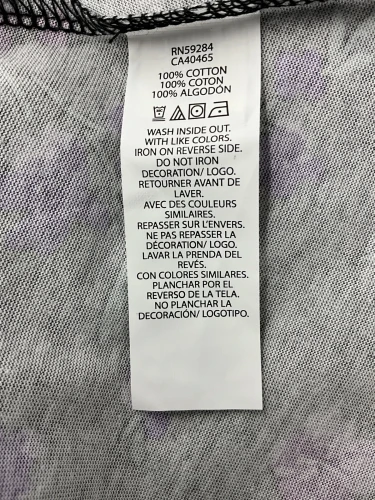 RN59284
CA40465
100% COTTON
100% COTON
100% ALGODÓN
WASH INSIDE OUT.
WITH LIKE COLORS.
IRON ON REVERSE SIDE.
DO NOT IRON
DECORATION/ LOGO.
RETOURNER AVANT DE
LAVER.
AVEC DES COULEURS
SIMILAIRES.
REPASSER SUR L'ENVERS.
NE PAS REPASSER LA
DÉCORATION/ LOGO.
LAVAR LA PRENDA DEL
REVÉS.
CON COLORES SIMILARES.
PLANCHAR POR EL
REVERSO DE LA TELA.
NO PLANCHAR LA
DECORACIÓN/ LOGOTIPO.